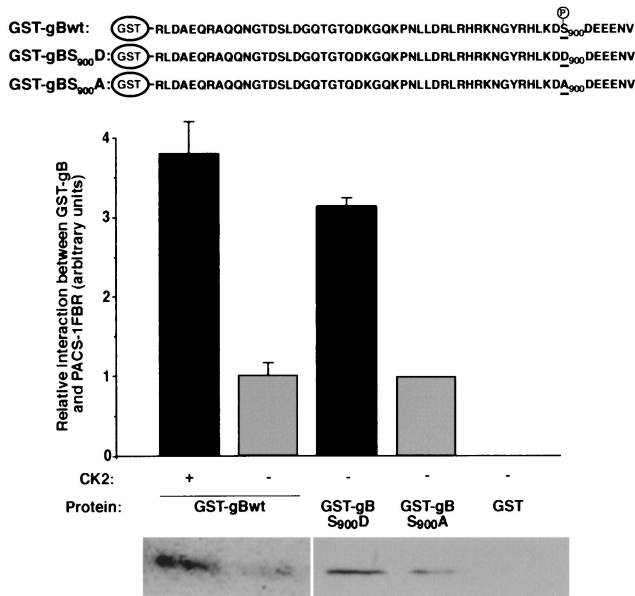 P
GST-gBwt: GST -RLDAEQRAQQNGTDSLDGQTGTQDKGQKPNLLDRLRHRKNGYRHLKDS900DEEENV
GST-gBS900D: GST -RLDAEQRAQQNGTDSLDGQTGTQDKGQKPNLLDRLRHRKNGYRHLKDD900DEEENV
GST-gBS900A: GST -RLDAEQRAQQNGTDSLDGQTGTQDKGQKPNLLDRLRHRKNGYRHLKDA900DEEENV
Relative Interaction between GST-gB
and PACS-1FBR (arbitrary units)
4
3
2
1
0
CK2: + - - - -
Protein: GST-gBwt GST-gB GST-gB GST
S900D S900A